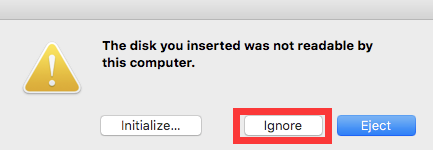 The disk you inserted was not readable by
this computer.
Initialize... Ignore Eject